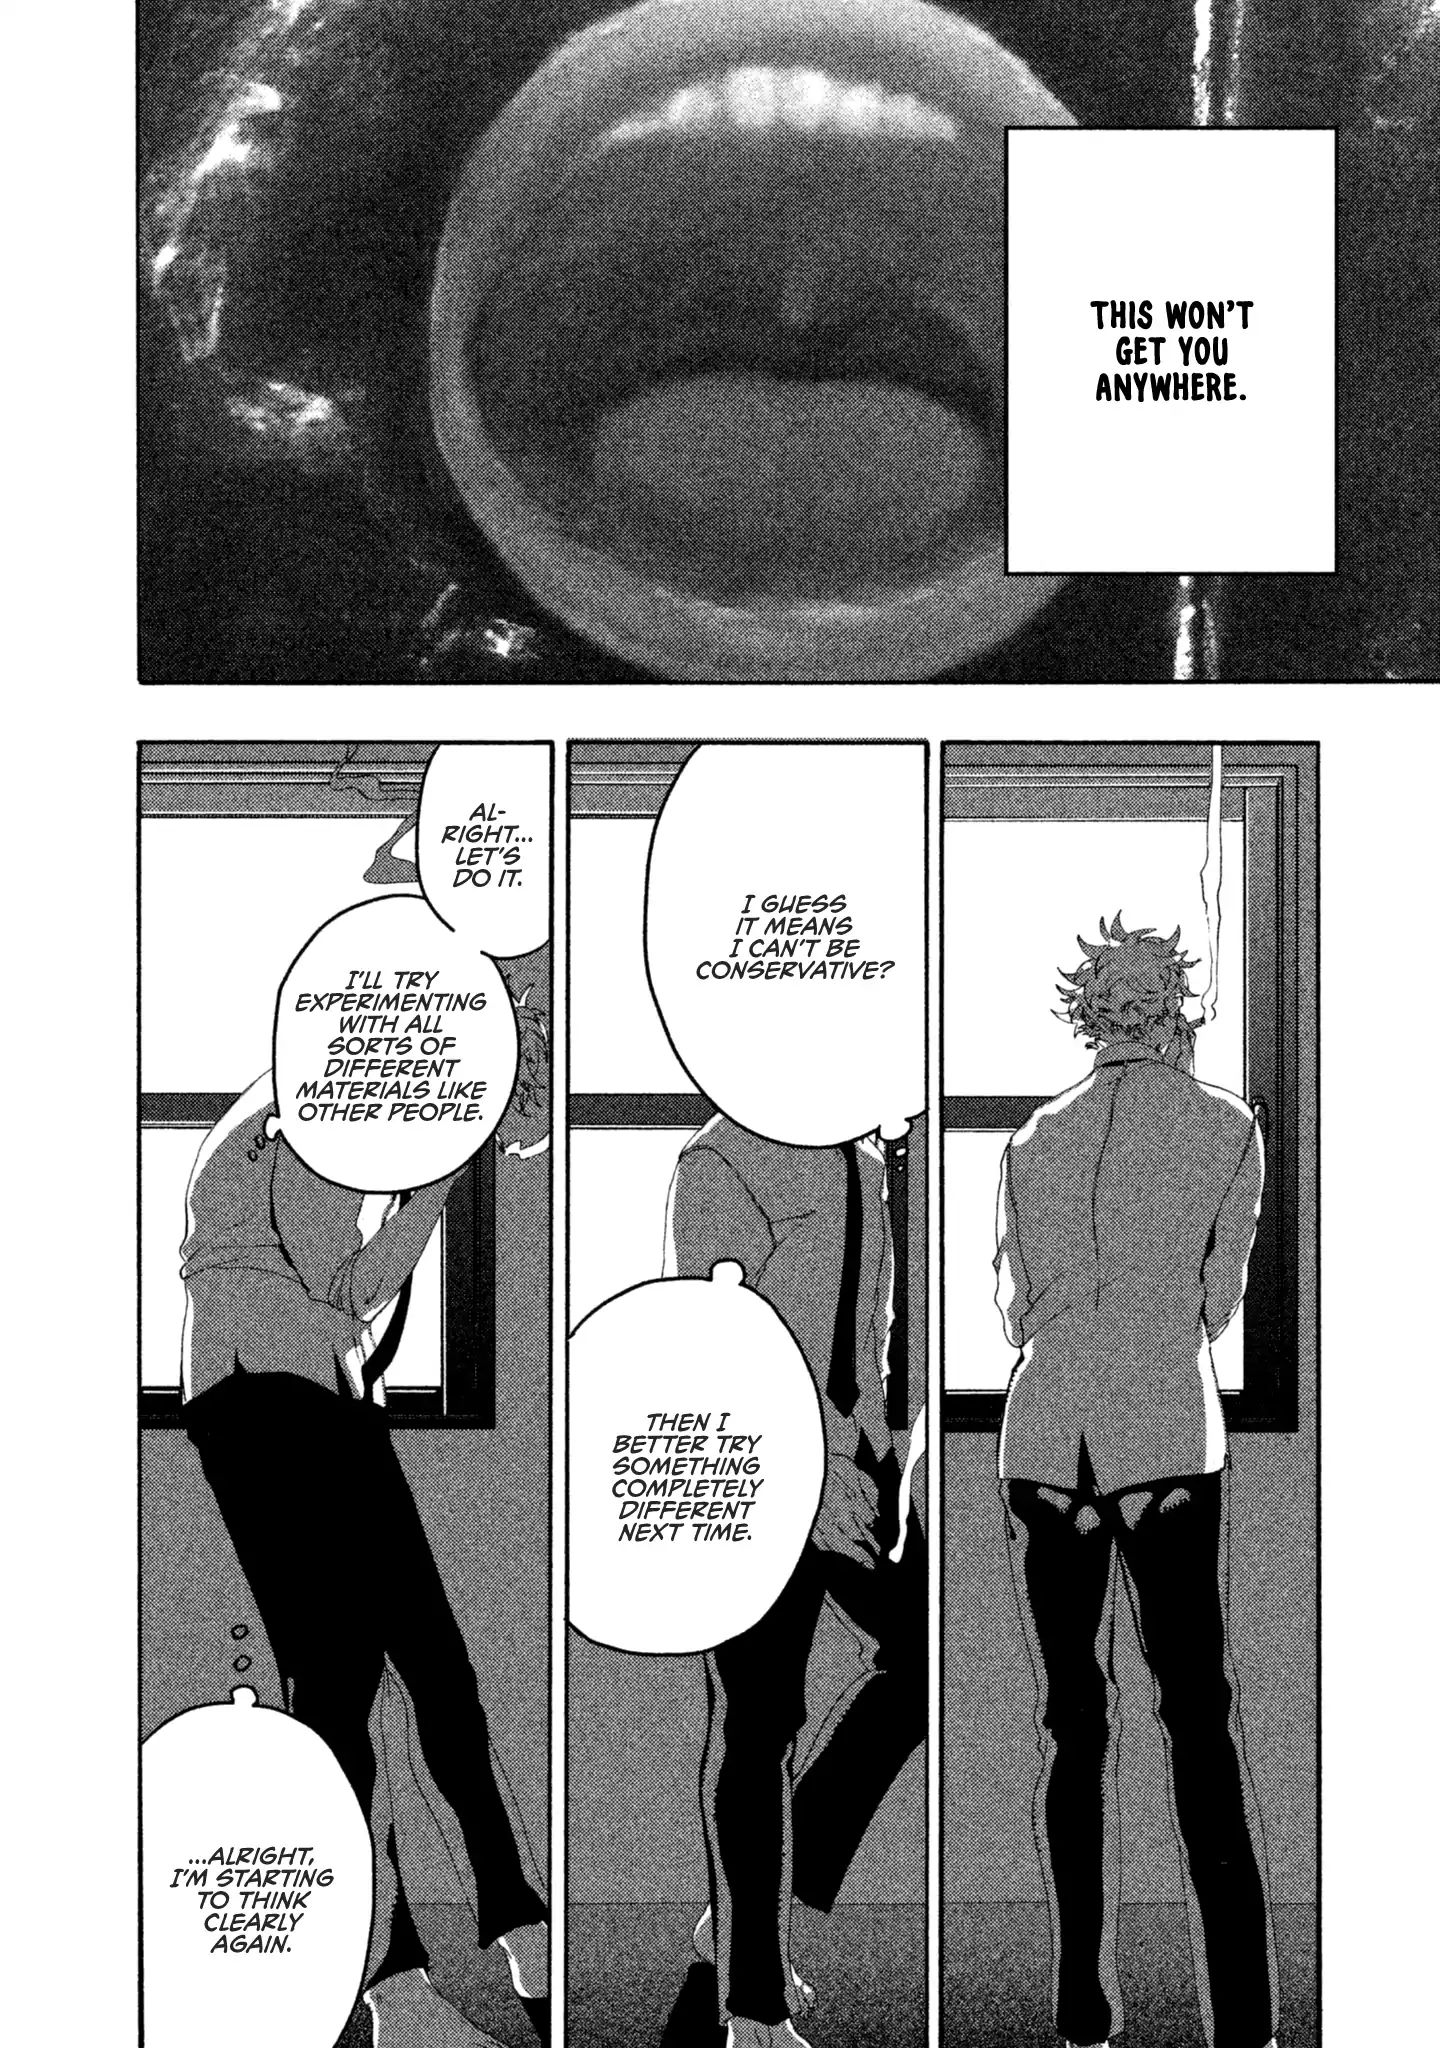 THIS WON'T
GET YOU
ANYWHERE.
I GUESS
IT MEANS
I CAN'T BE
CONSERVATIVE?
THEN I
BETTER TRY
SOMETHING
COMPLETELY
DIFFERENT
NEXT TIME.
AL-
RIGHT...
LET'S
DO IT.
I'LL TRY
EXPERIMENTING
WITH ALL
SORTS OF
DIFFERENT
MATERIALS LIKE
OTHER PEOPLE.
...ALRIGHT,
I'M STARTING
TO THINK
CLEARLY
AGAIN.